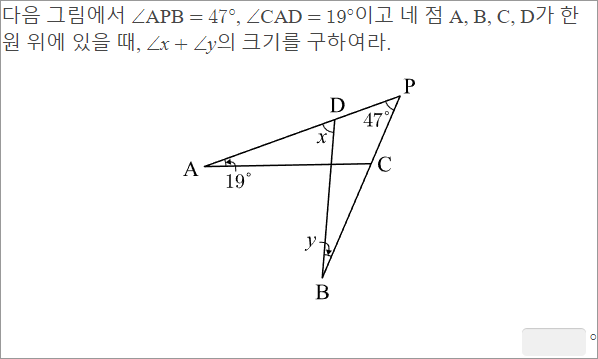 다음 그림에서 ∠APB = 47°, ∠CAD = 19°이고 네 점 A, B, C, D가 한
원 위에 있을 때, ∠x + ∠y의 크기를 구하여라.
P
D
47°
x
A
C
19°
y
B
°